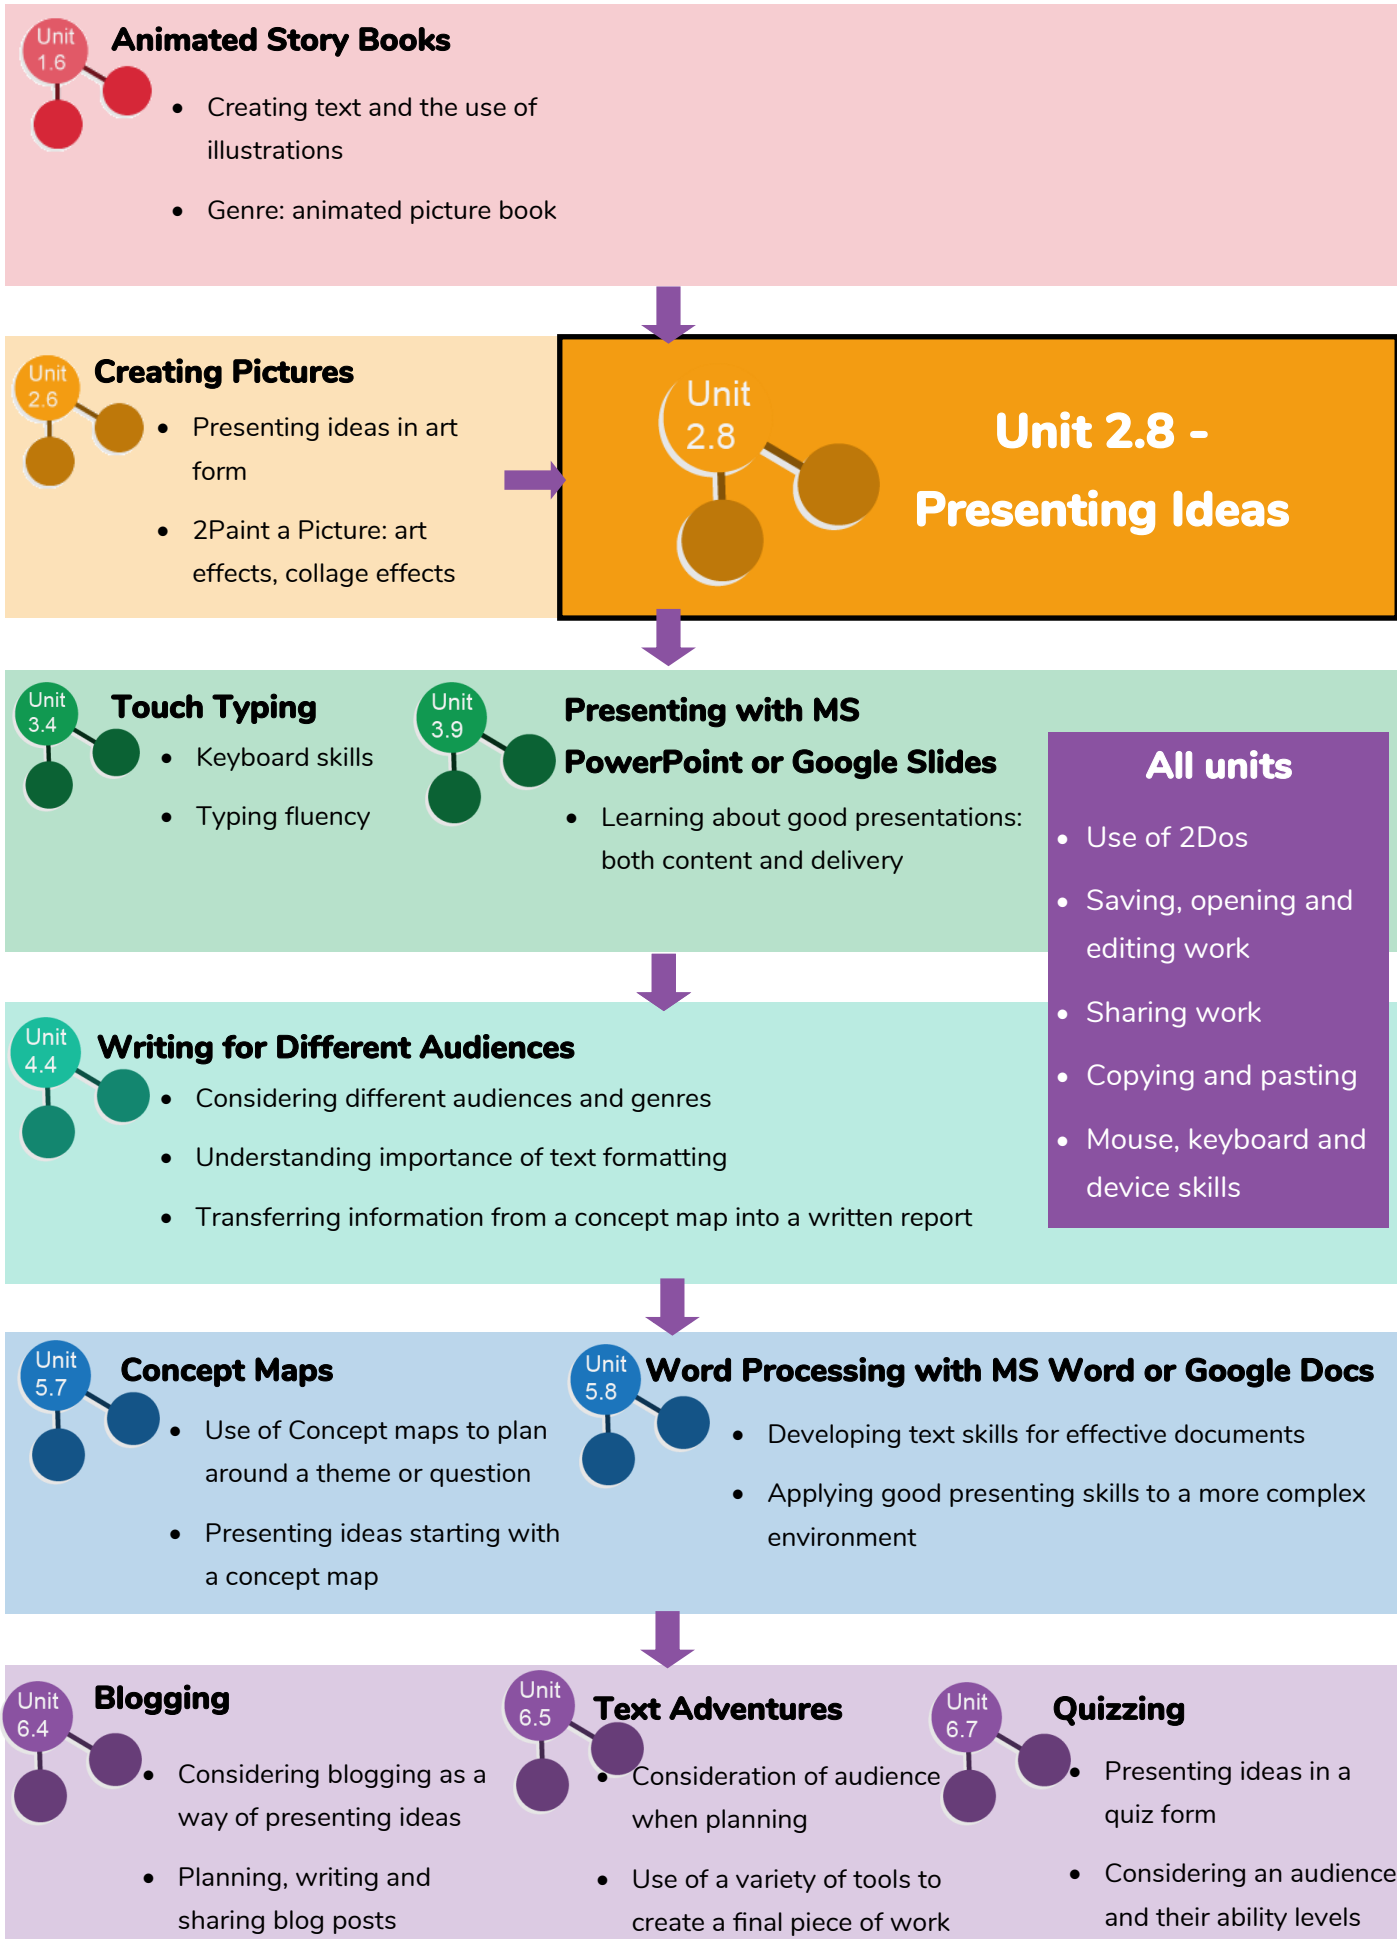 Unit
1.6
Animated Story Books
• Creating text and the use of
illustrations
• Genre: animated picture book
Unit
2.6
Creating Pictures
• Presenting ideas in art
form
• 2Paint a Picture: art
effects, collage effects
Unit
2.8
Unit 2.8 -
Presenting Ideas
Unit
3.4
Touch Typing
• Keyboard skills
• Typing fluency
Unit
3.9
Presenting with MS
PowerPoint or Google Slides
• Learning about good presentations:
both content and delivery
All units
• Use of 2Dos
• Saving, opening and
editing work
• Sharing work
• Copying and pasting
• Mouse, keyboard and
device skills
Unit
4.4
Writing for Different Audiences
• Considering different audiences and genres
• Understanding importance of text formatting
• Transferring information from a concept map into a written report
Unit
5.7
Concept Maps
• Use of Concept maps to plan
around a theme or question
• Presenting ideas starting with
a concept map
Unit
5.8
Word Processing with MS Word or Google Docs
• Developing text skills for effective documents
• Applying good presenting skills to a more complex
environment
Unit
6.4
Blogging
• Considering blogging as a
way of presenting ideas
• Planning, writing and
sharing blog posts
Unit
6.5
Text Adventures
• Consideration of audience
when planning
• Use of a variety of tools to
create a final piece of work
Unit
6.7
Quizzing
• Presenting ideas in a
quiz form
• Considering an audience
and their ability levels